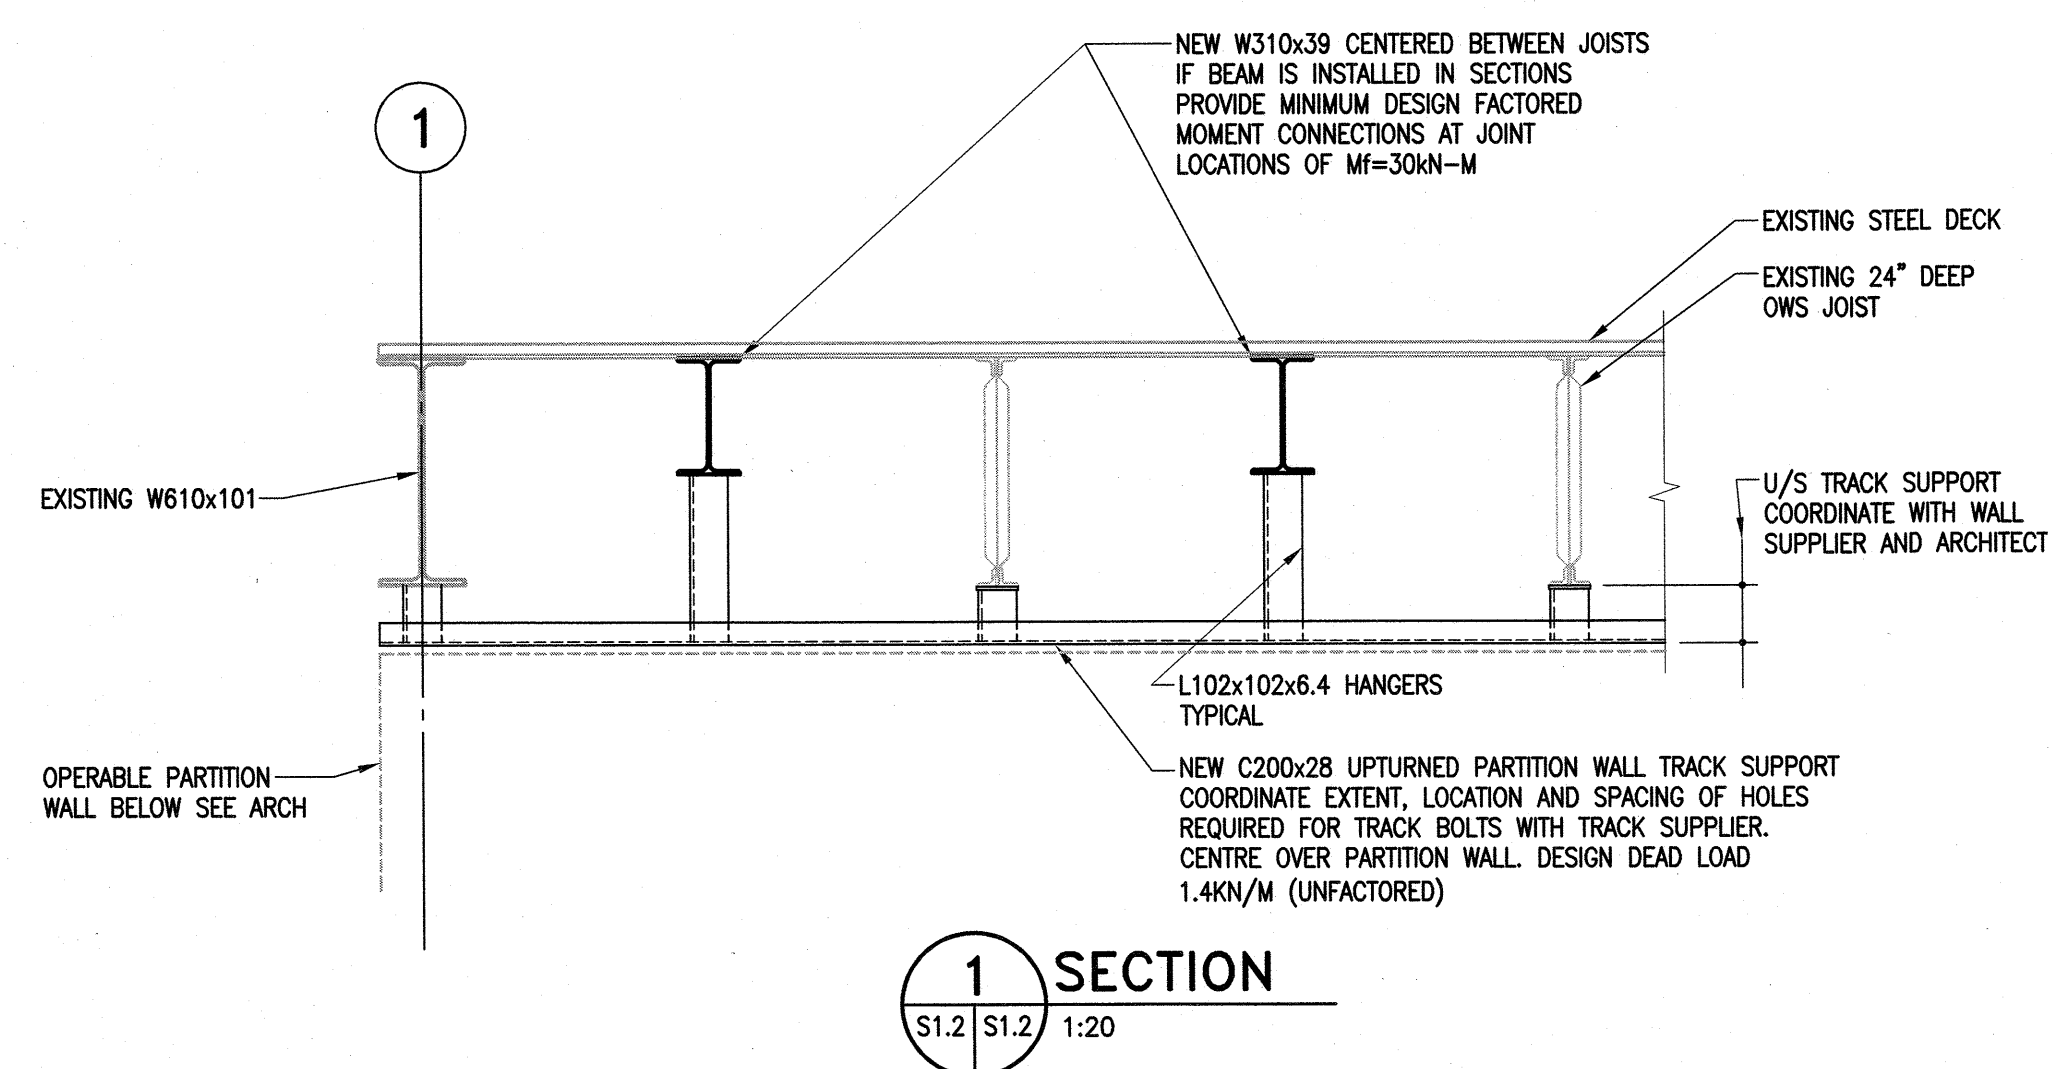 NEW W310x39 CENTERED BETWEEN JOISTS
IF BEAM IS INSTALLED IN SECTIONS
PROVIDE MINIMUM DESIGN FACTORED
MOMENT CONNECTIONS AT JOINT
LOCATIONS OF Mf=30kN-M
1
EXISTING STEEL DECK
EXISTING 24" DEEP
OWS JOIST
EXISTING W610x101
U/S TRACK SUPPORT
COORDINATE WITH WALL
SUPPLIER AND ARCHITECT
L102x102x6.4 HANGERS
TYPICAL
OPERABLE PARTITION
WALL BELOW SEE ARCH
NEW C200x28 UPTURNED PARTITION WALL TRACK SUPPORT
COORDINATE EXTENT, LOCATION AND SPACING OF HOLES
REQUIRED FOR TRACK BOLTS WITH TRACK SUPPLIER.
CENTRE OVER PARTITION WALL. DESIGN DEAD LOAD
1.4KN/M (UNFACTORED)
1 SECTION
S1.2 S1.2 1:20